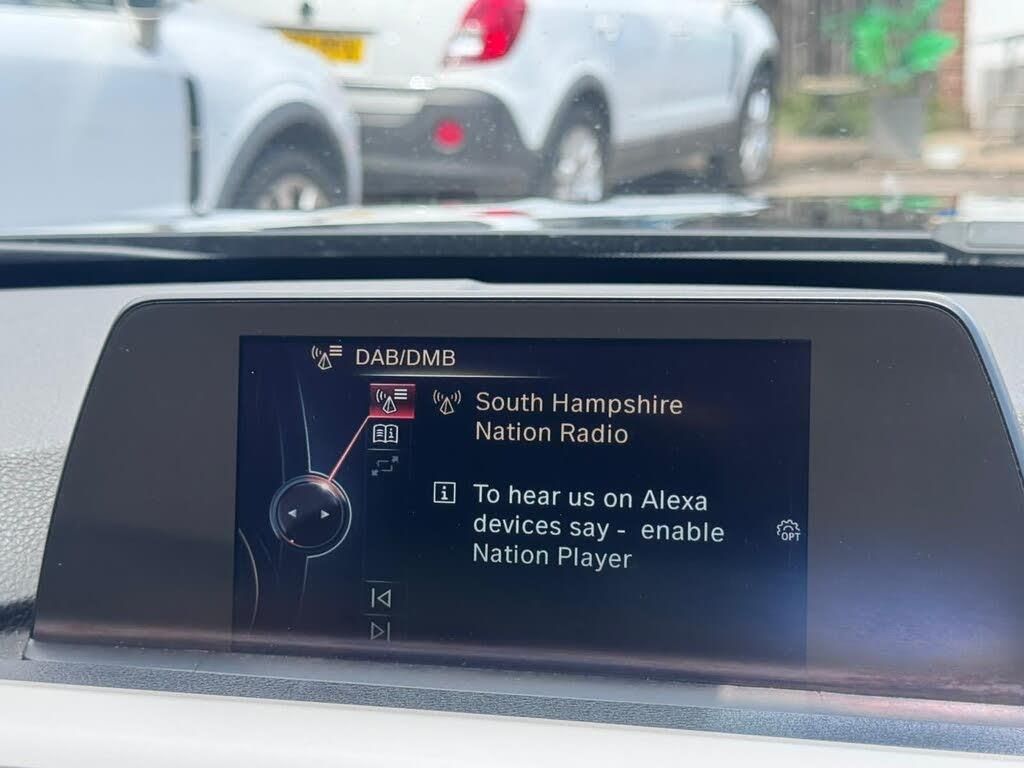 DAB/DMB
South Hampshire
Nation Radio
i To hear us on Alexa
devices say - enable
Nation Player
OPT